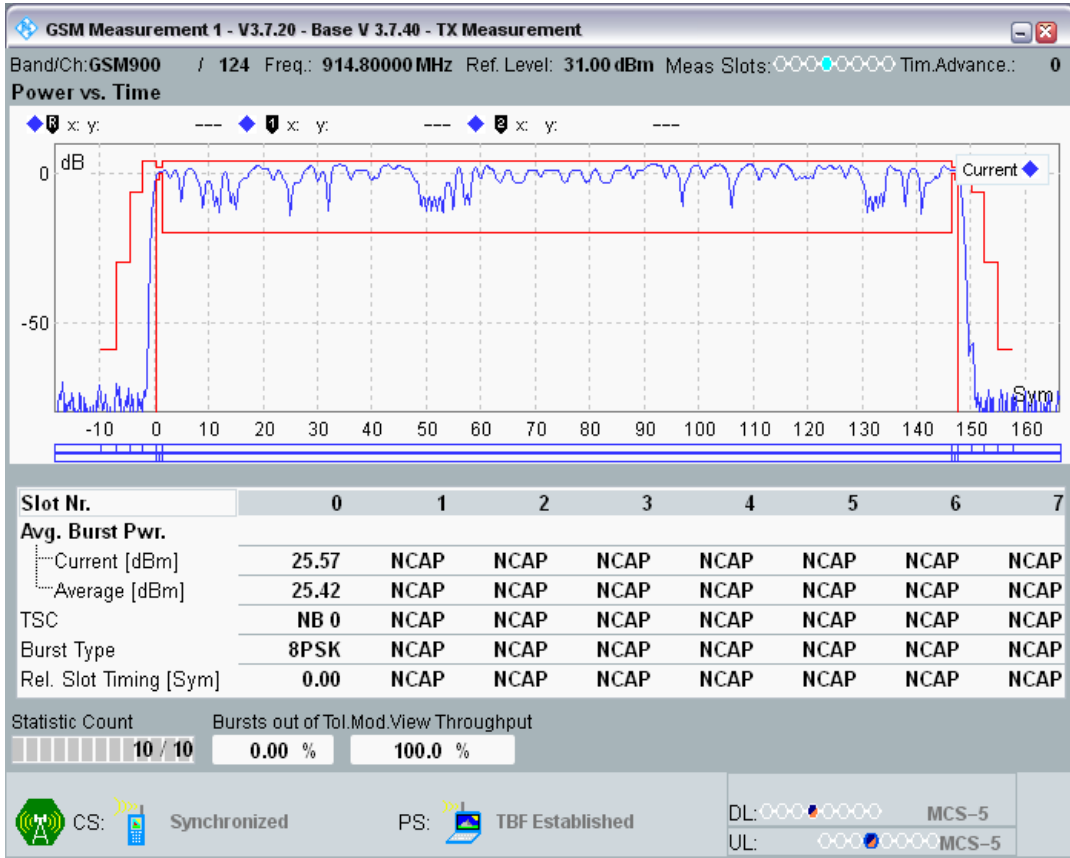 GSM Measurement 1 - V3.7.20 - Base V 3.7.40 - TX Measurement
Band/Ch:GSM900 / 124 Freq.: 914.80000 MHz Ref. Level: 31.00 dBm Meas Slots: Tim.Advance.: 0
Power vs. Time
R x: y: --- 1 x: y: --- 2 x: y: ---
dB
Current
0
-50
Sym
-10 0 10 20 30 40 50 60 70 80 90 100 110 120 130 140 150 160
Slot Nr. 0 1 2 3 4 5 6 7
Avg. Burst Pwr.
Current [dBm] 25.57 NCAP NCAP NCAP NCAP NCAP NCAP NCAP
Average [dBm] 25.42 NCAP NCAP NCAP NCAP NCAP NCAP NCAP
TSC NB 0 NCAP NCAP NCAP NCAP NCAP NCAP NCAP
Burst Type 8PSK NCAP NCAP NCAP NCAP NCAP NCAP NCAP
Rel. Slot Timing [Sym] 0.00 NCAP NCAP NCAP NCAP NCAP NCAP NCAP
Statistic Count Bursts out of Tol. Mod.View Throughput
10 / 10 0.00 % 100.0 %
CS: Synchronized PS: TBF Established DL: MCS-5
UL: MCS-5